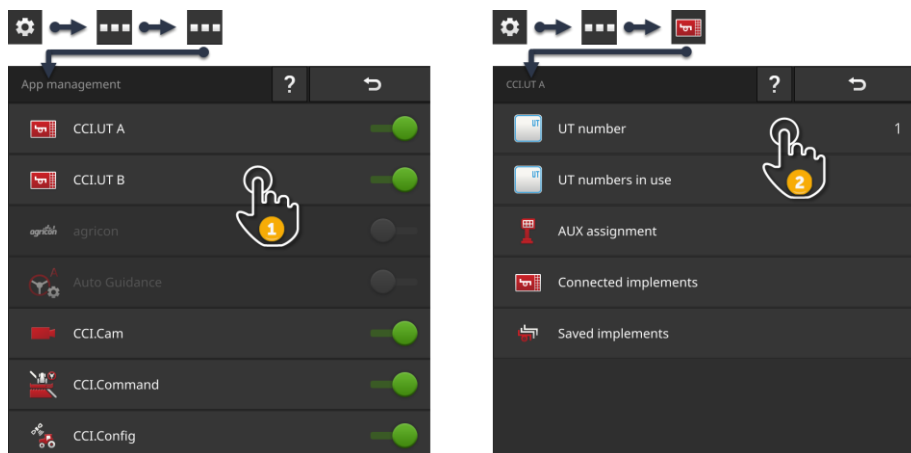 App management
?
CCI.UT A
CCI.UT B
1
agricon
agricon
Auto Guidance
CCI.Cam
CCI.Command
CCI.Config
CCI.UT A
?
UT
UT number
1
2
UT
UT numbers in use
AUX assignment
Connected implements
Saved implements